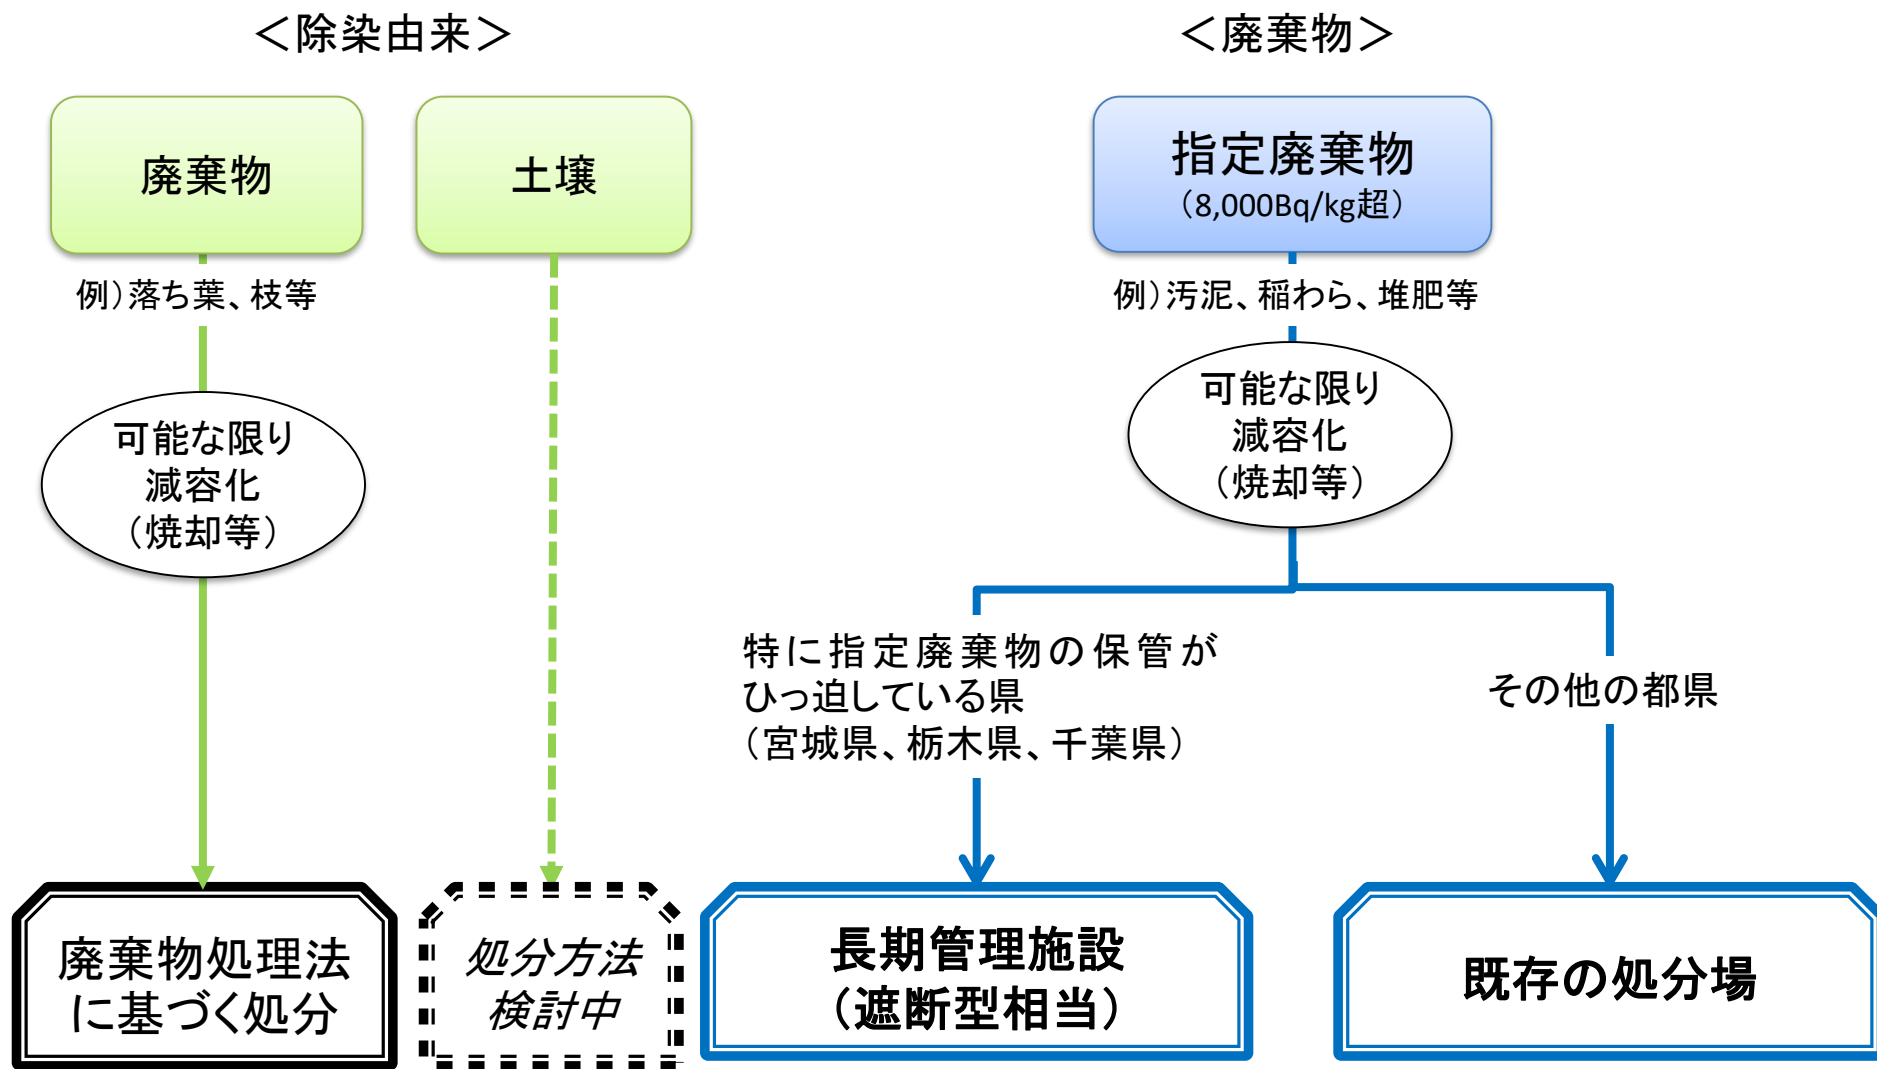 ＜除染由来＞
廃棄物
例）落ち葉、枝等
可能な限り
減容化
（焼却等）
廃棄物処理法
に基づく処分
土壌
処分方法
検討中
＜廃棄物＞
指定廃棄物
（8,000Bq/kg超）
例）汚泥、稲わら、堆肥等
可能な限り
減容化
（焼却等）
特に指定廃棄物の保管が
ひっ迫している県
（宮城県、栃木県、千葉県）
長期管理施設
（遮断型相当）
その他の都県
既存の処分場